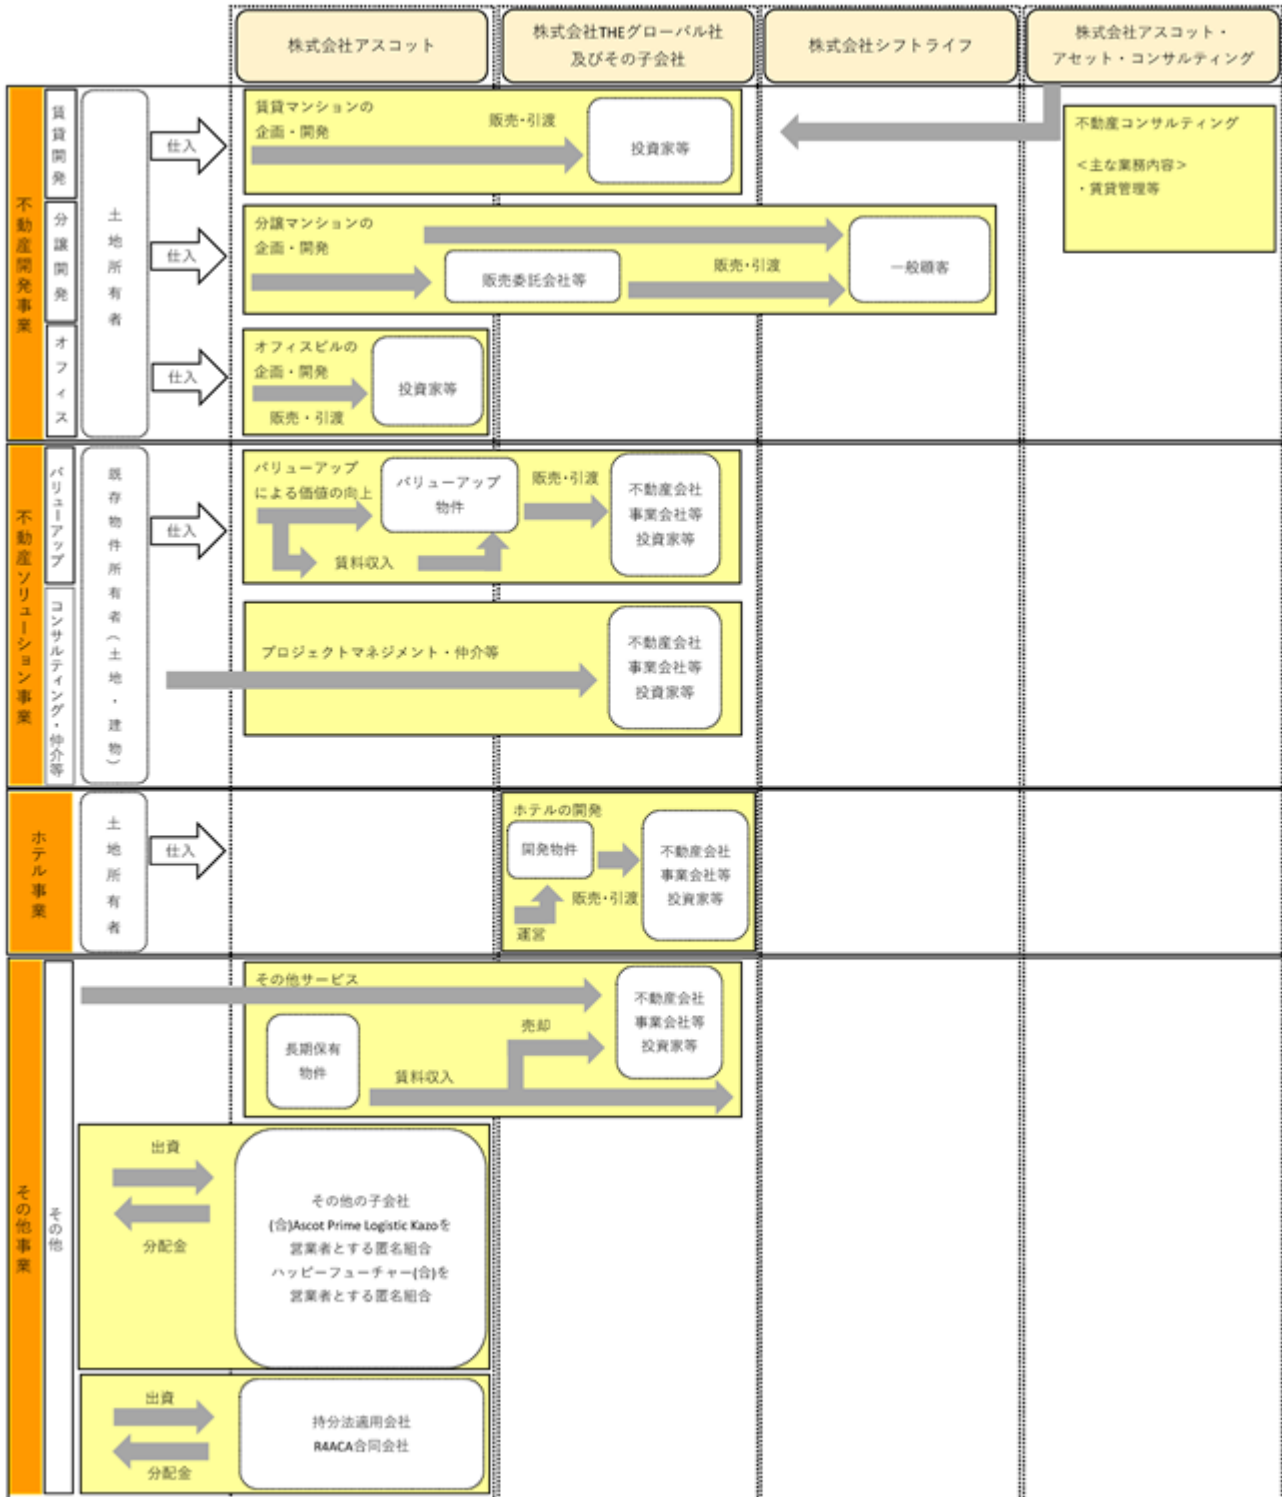 株式会社アスコット
株式会社THEグローバル社
及びその子会社
株式会社シフトライフ
株式会社アスコット・
アセット・コンサルティング
不動産開発事業
賃貸開発
分譲開発
オフィス
土地所有者
仕入
賃貸マンションの
企画・開発
販売・引渡
投資家等
不動産コンサルティング
＜主な業務内容＞
・賃貸管理等
仕入
分譲マンションの
企画・開発
販売委託会社等
販売・引渡
一般顧客
仕入
オフィスビルの
企画・開発
販売・引渡
投資家等
不動産ソリューション事業
バリューアップ
コンサルティング・仲介等
既存物件所有者(土地・建物)
仕入
バリューアップ
による価値の向上
バリューアップ
物件
賃料収入
販売・引渡
不動産会社
事業会社等
投資家等
プロジェクトマネジメント・仲介等
不動産会社
事業会社等
投資家等
ホテル事業
土地所有者
仕入
ホテルの開発
開発物件
販売・引渡
運営
不動産会社
事業会社等
投資家等
その他事業
その他
その他サービス
長期保有
物件
賃料収入
売却
不動産会社
事業会社等
投資家等
出資
分配金
その他の子会社
(合)Ascot Prime Logistic Kazoを
営業者とする匿名組合
ハッピーフューチャー(合)を
営業者とする匿名組合
出資
分配金
持分法適用会社
R4ACA合同会社